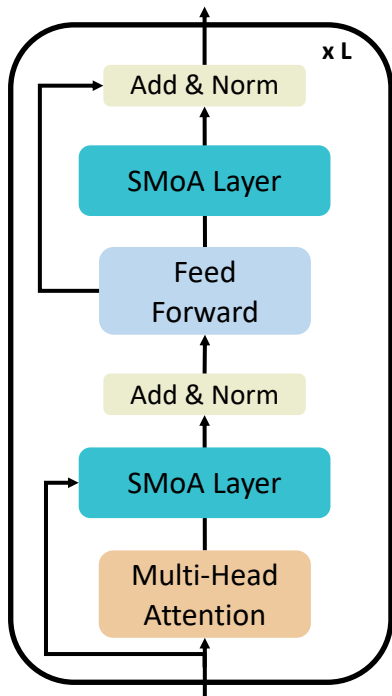 x L
Add & Norm
SMoA Layer
Feed
Forward
Add & Norm
SMoA Layer
Multi-Head
Attention